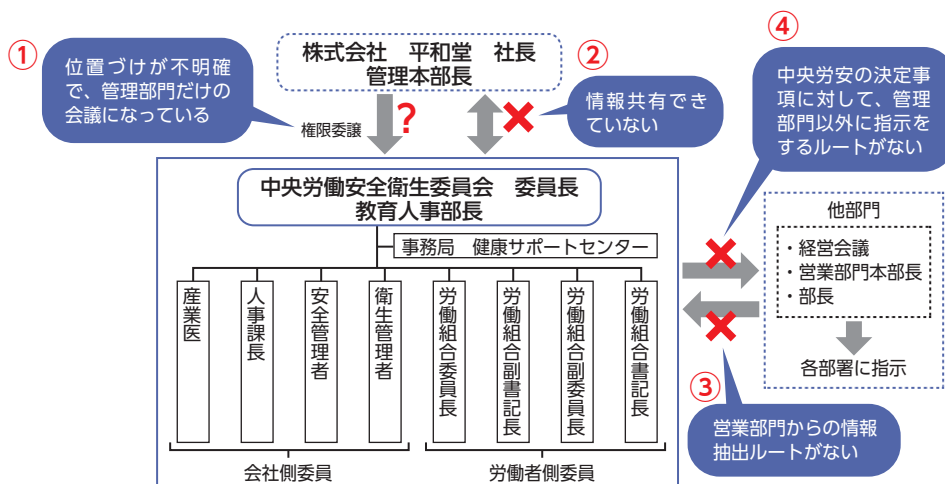 ①
位置づけが不明確
で、管理部門だけの
会議になっている
株式会社　平和堂　社長
管理本部長
②
情報共有でき
ていない
④
中央労安の決定事
項に対して、管理
部門以外に指示を
するルートがない
権限委譲
?
中央労働安全衛生委員会　委員長
教育人事部長
事務局　健康サポートセンター
産業医
人事課長
安全管理者
衛生管理者
労働組合委員長
労働組合副書記長
労働組合副委員長
労働組合書記長
会社側委員
労働者側委員
他部門
・経営会議
・営業部門本部長
・部長
各部署に指示
③
営業部門からの情報
抽出ルートがない